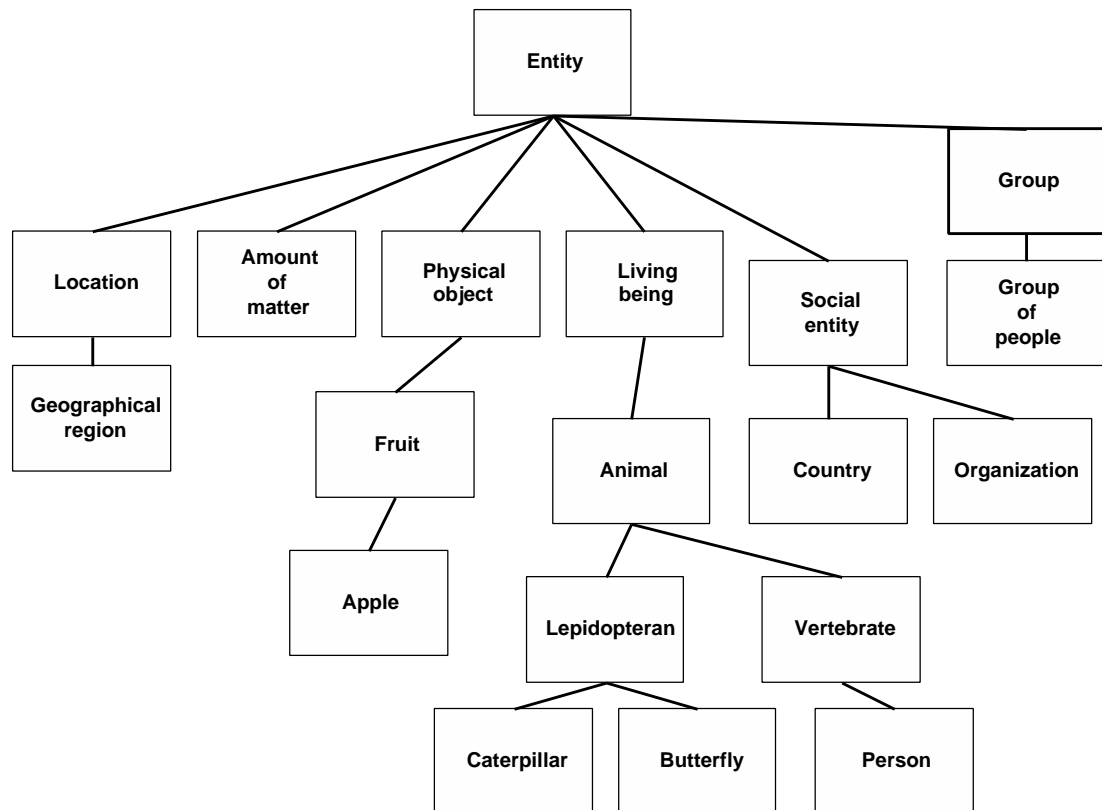 Entity
Group
Location
Amount
of
matter
Physical
object
Living
being
Social
entity
Group
of
people
Geographical
region
Fruit
Animal
Country
Organization
Apple
Lepidopteran
Vertebrate
Caterpillar
Butterfly
Person